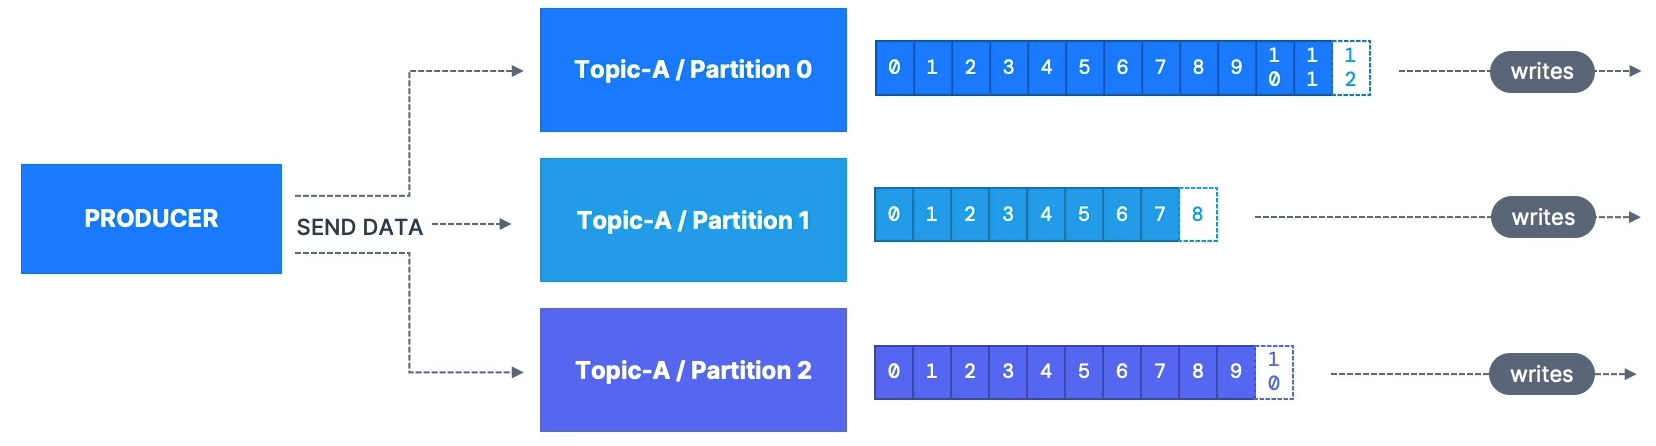 PRODUCER
SEND DATA
Topic-A / Partition 0
0 1 2 3 4 5 6 7 8 9 10 11 12
writes
Topic-A / Partition 1
0 1 2 3 4 5 6 7 8
writes
Topic-A / Partition 2
0 1 2 3 4 5 6 7 8 9 10
writes